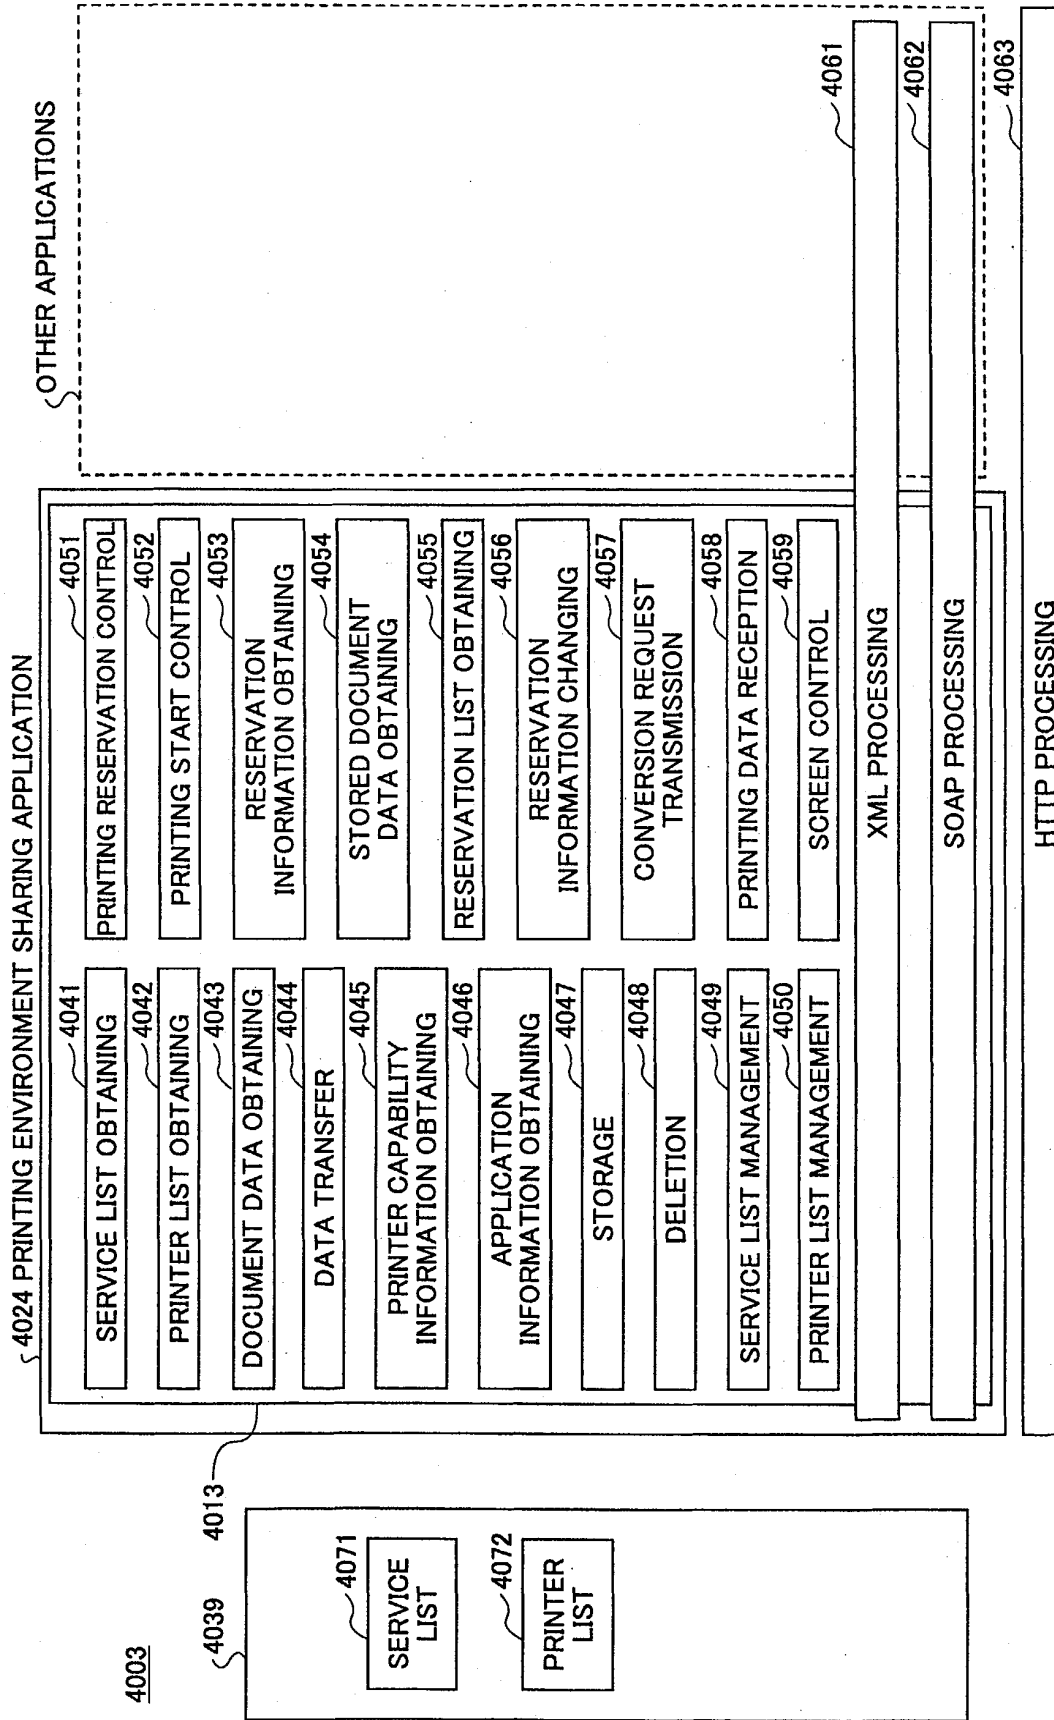 4003
4039
4071
SERVICE
LIST
4072
PRINTER
LIST
4013
4024 PRINTING ENVIRONMENT SHARING APPLICATION
4041
SERVICE LIST OBTAINING
4042
PRINTER LIST OBTAINING
4043
DOCUMENT DATA OBTAINING
4044
DATA TRANSFER
4045
PRINTER CAPABILITY
INFORMATION OBTAINING
4046
APPLICATION
INFORMATION OBTAINING
4047
STORAGE
4048
DELETION
4049
SERVICE LIST MANAGEMENT
4050
PRINTER LIST MANAGEMENT
4051
PRINTING RESERVATION CONTROL
4052
PRINTING START CONTROL
4053
RESERVATION
INFORMATION OBTAINING
4054
STORED DOCUMENT
DATA OBTAINING
4055
RESERVATION LIST OBTAINING
4056
RESERVATION
INFORMATION CHANGING
4057
CONVERSION REQUEST
TRANSMISSION
4058
PRINTING DATA RECEPTION
4059
SCREEN CONTROL
OTHER APPLICATIONS
4061
XML PROCESSING
4062
SOAP PROCESSING
4063
HTTP PROCESSING